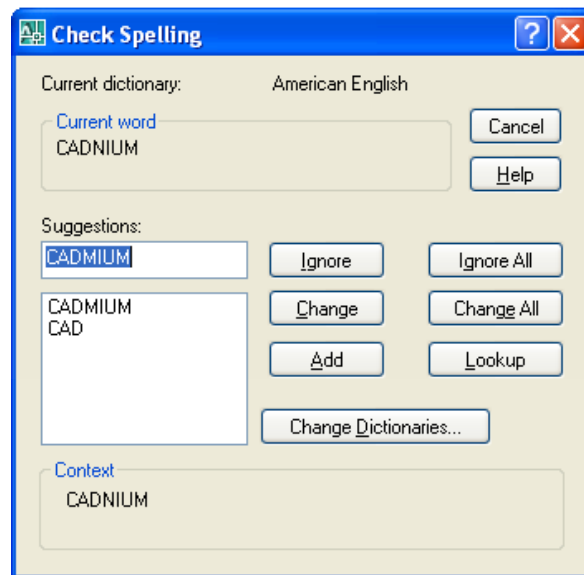 Check Spelling
Current dictionary: American English
Current word
CADNIUM
Cancel
Help
Suggestions:
CADMIUM
Ignore Ignore All
CADMIUM
CAD
Change Change All
Add Lookup
Change Dictionaries...
Context
CADNIUM